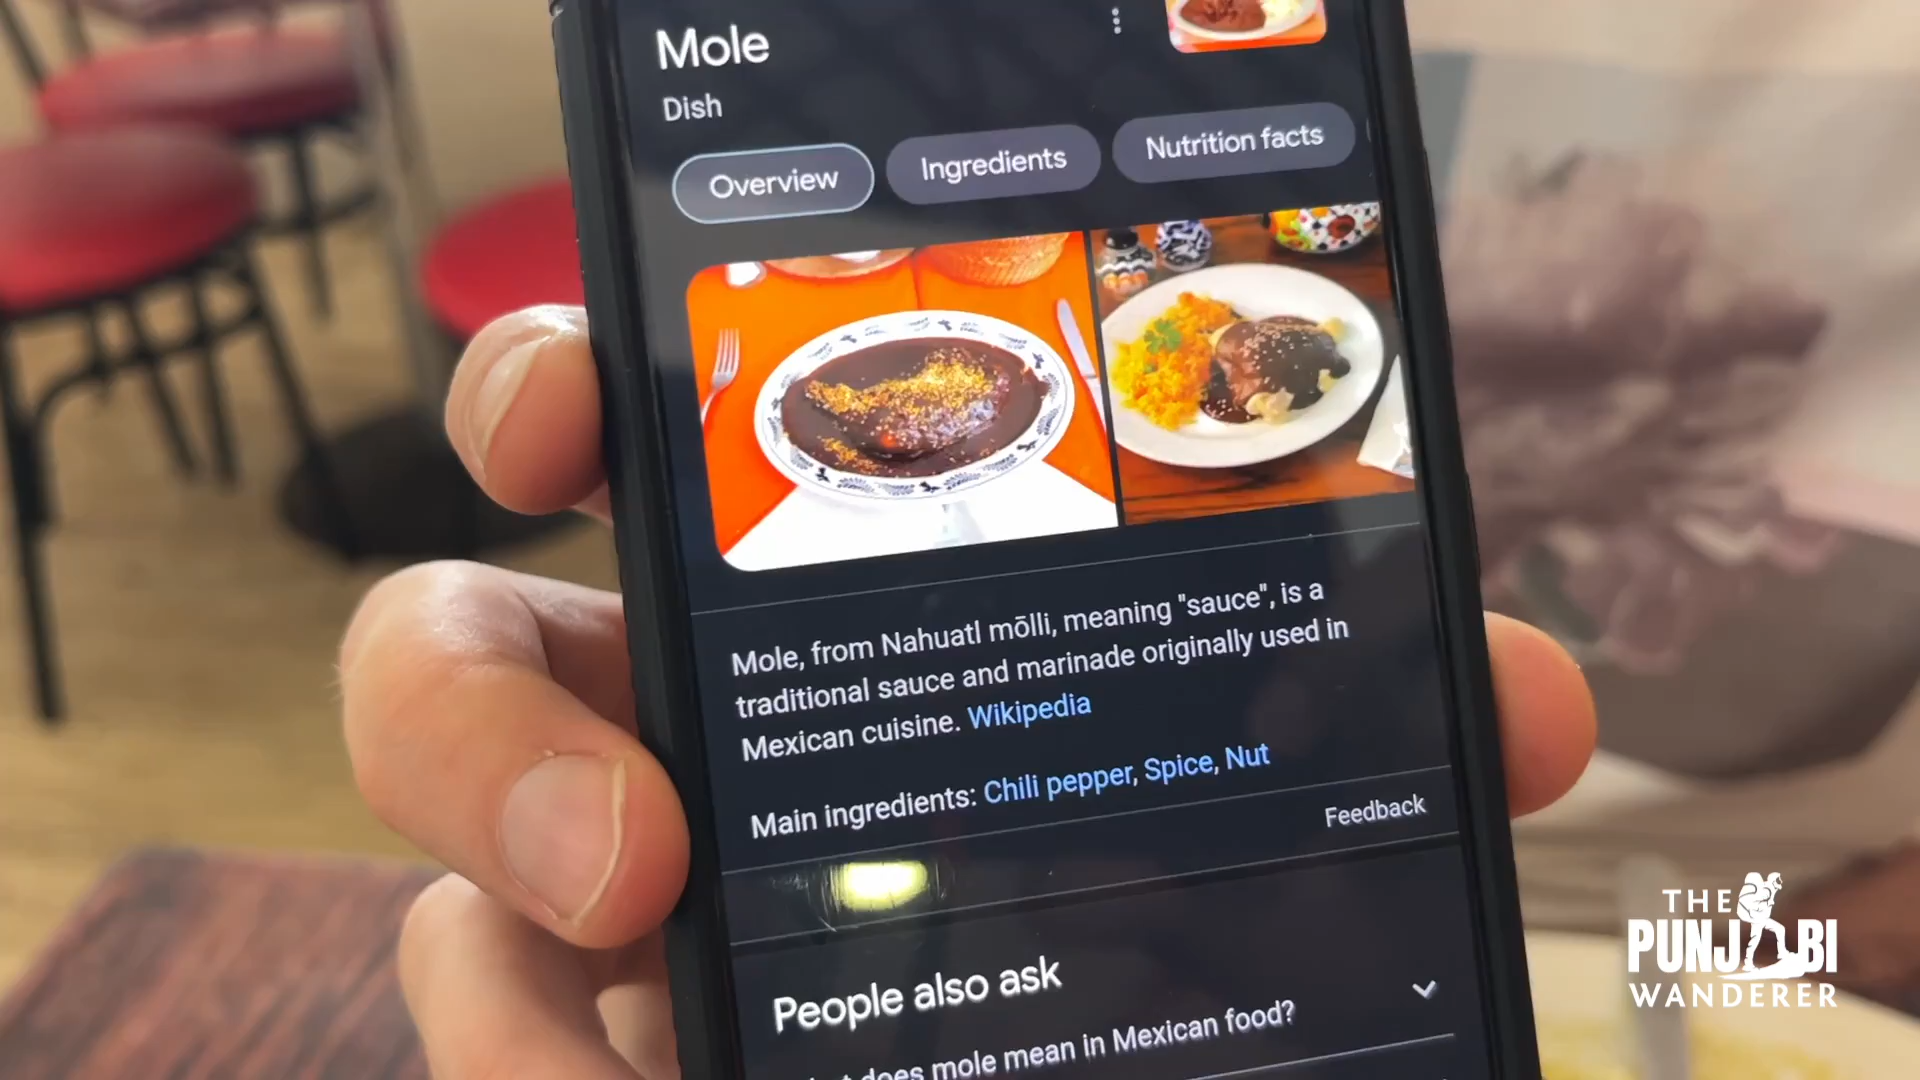 Mole
Dish
Overview
Ingredients
Nutrition facts
Mole, from Nahuatl mōlli, meaning "sauce", is a
traditional sauce and marinade originally used in
Mexican cuisine. Wikipedia
Main ingredients: Chili pepper, Spice, Nut
Feedback
People also ask
does mole mean in Mexican food?
THE
PUNJABI
WANDERER